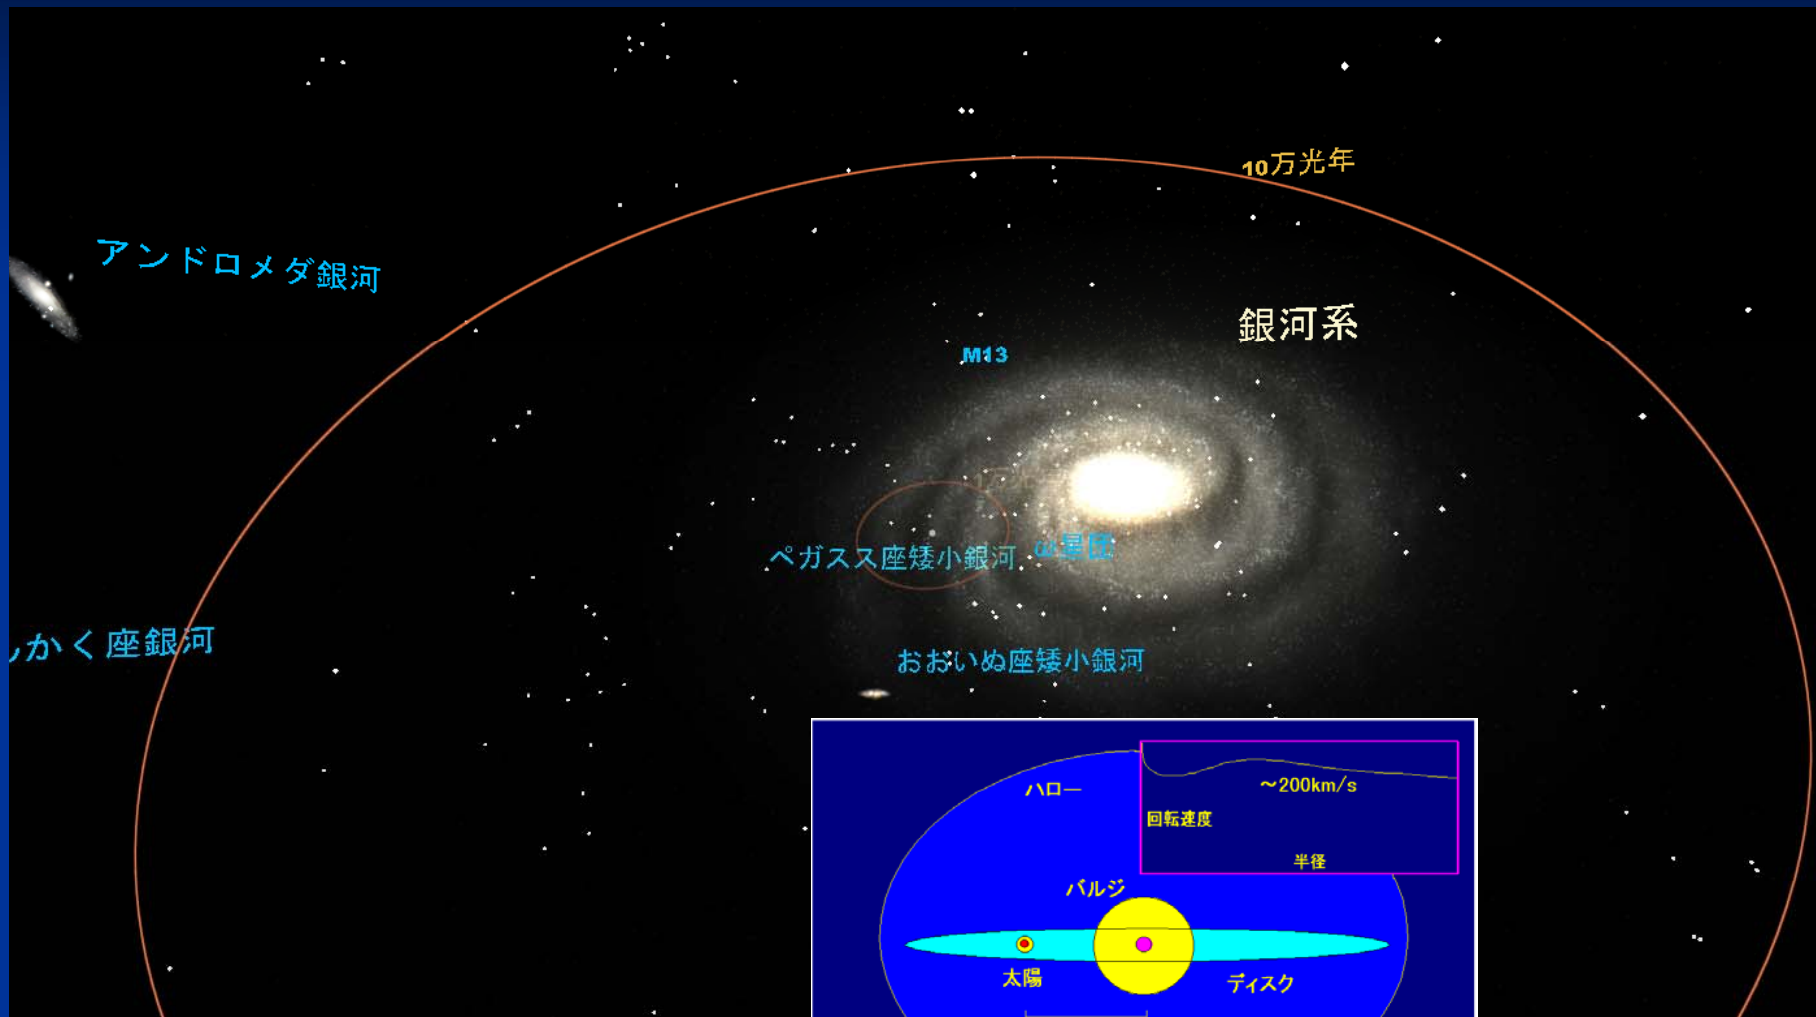 10万光年
アンドロメダ銀河
銀河系
M13
ペガスス座矮小銀河
ω星団
かく座銀河
おおいぬ座矮小銀河
ハロー
~200km/s
回転速度
半径
バルジ
太陽
ディスク